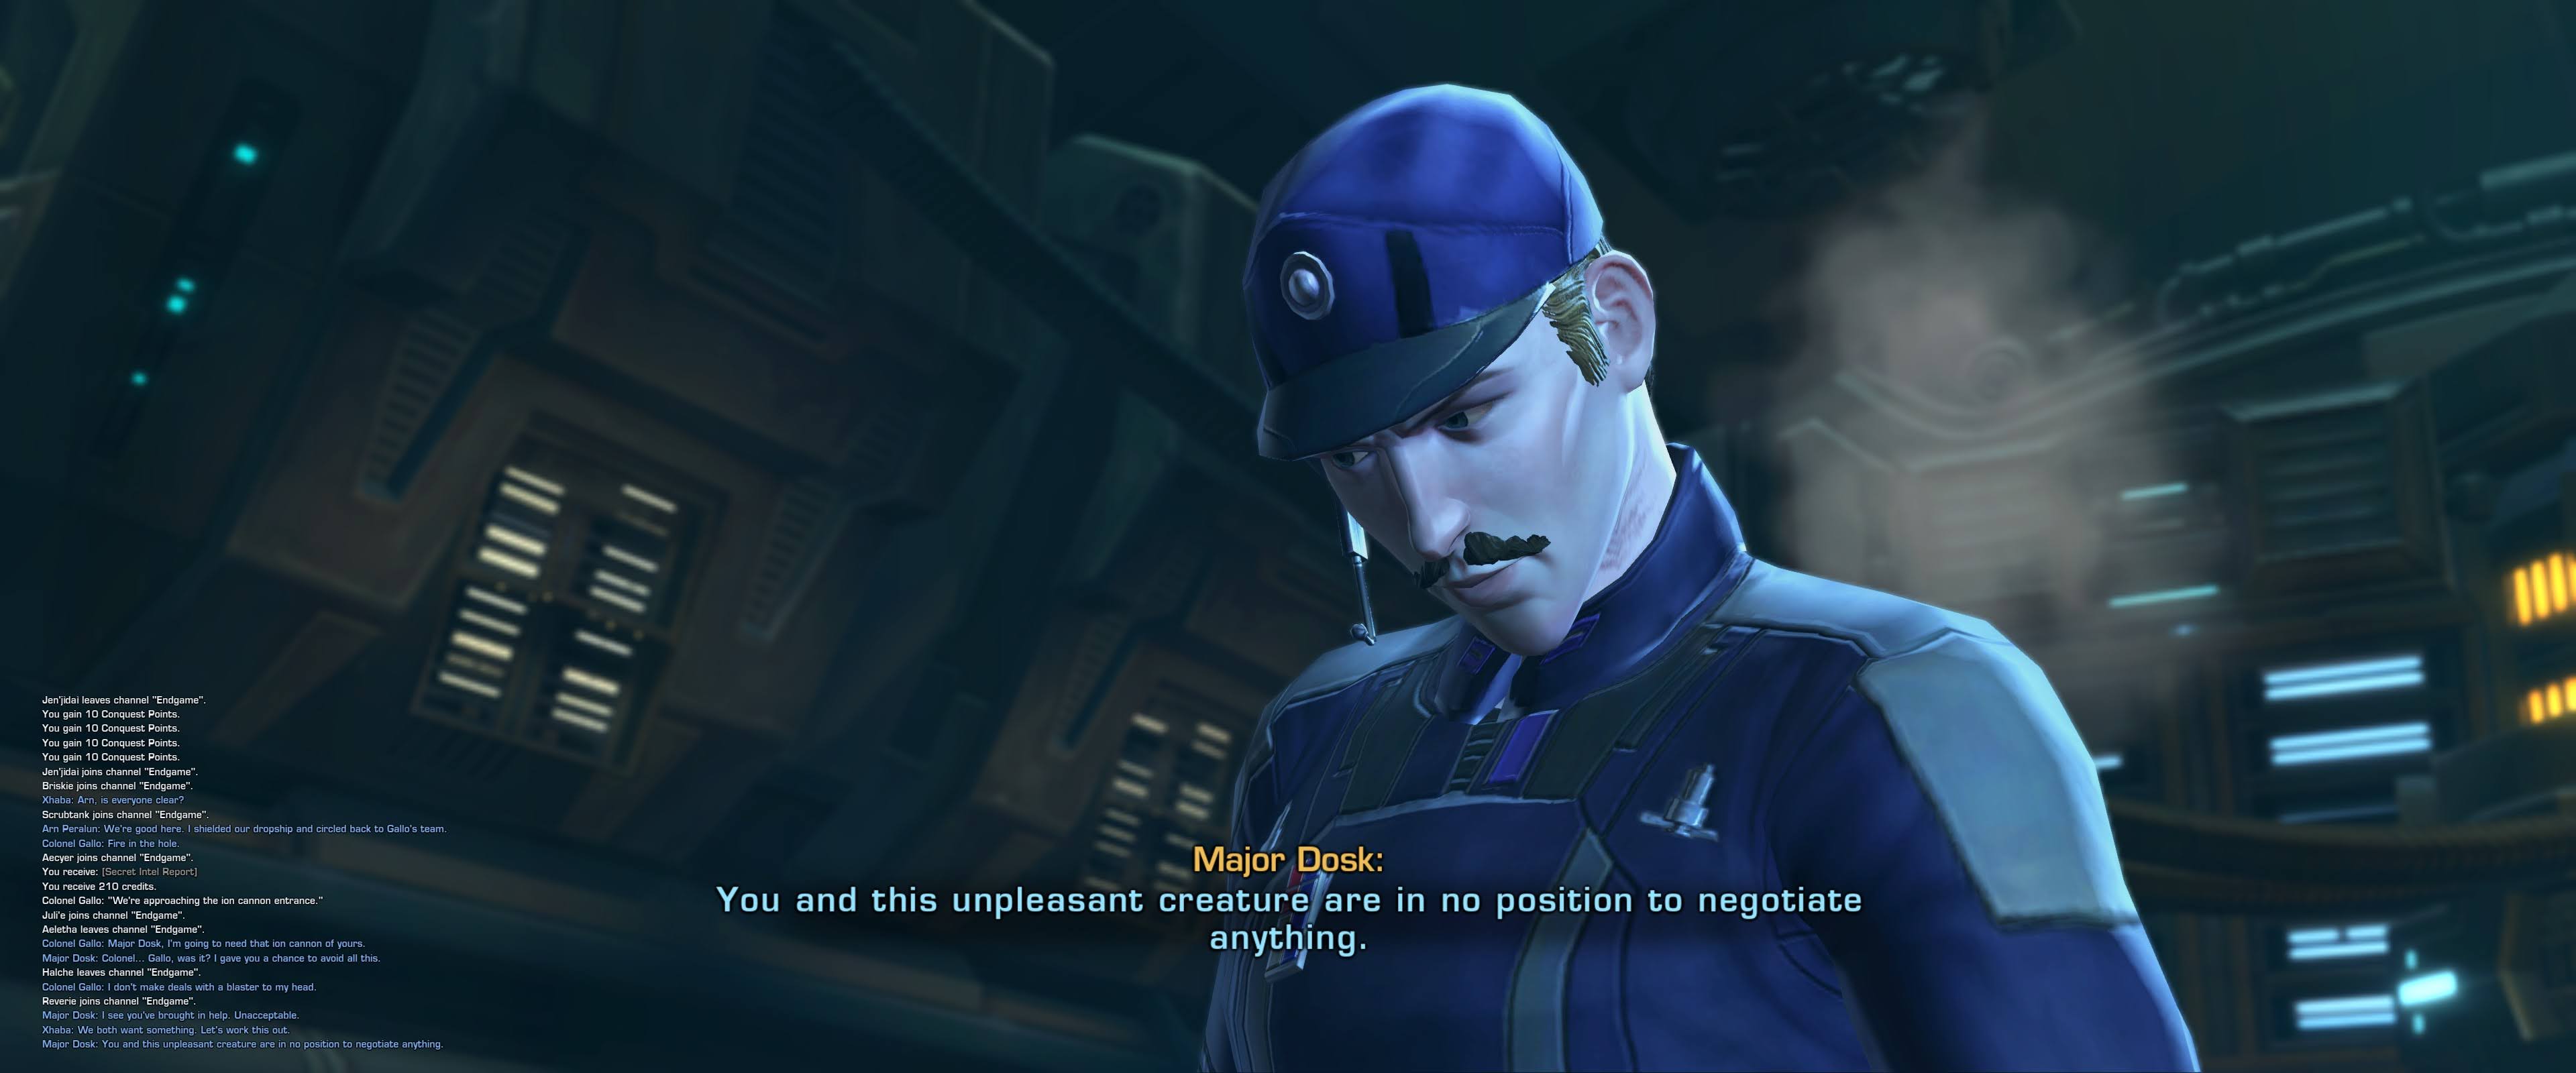 Jen'jidai leaves channel "Endgame".
You gain 10 Conquest Points.
You gain 10 Conquest Points.
You gain 10 Conquest Points.
You gain 10 Conquest Points.
Jen'jidai joins channel "Endgame".
Briskie joins channel "Endgame".
Xhaba: Arn, is everyone clear?
Scrubtank joins channel "Endgame".
Arn Peralun: We're good here. I shielded our dropship and circled back to Gallo's team.
Colonel Gallo: Fire in the hole.
Aecyer joins channel "Endgame".
You receive: [Secret Intel Report]
You receive 210 credits.
Colonel Gallo: "We're approaching the ion cannon entrance."
Juli'e joins channel "Endgame".
Aeletha leaves channel "Endgame".
Colonel Gallo: Major Dosk, I'm going to need that ion cannon of yours.
Major Dosk: Colonel... Gallo, was it? I gave you a chance to avoid all this.
Halche leaves channel "Endgame".
Colonel Gallo: I don't make deals with a blaster to my head.
Reverie joins channel "Endgame".
Major Dosk: I see you've brought in help. Unacceptable.
Xhaba: We both want something. Let's work this out.
Major Dosk: You and this unpleasant creature are in no position to negotiate anything.
Major Dosk:
You and this unpleasant creature are in no position to negotiate
anything.